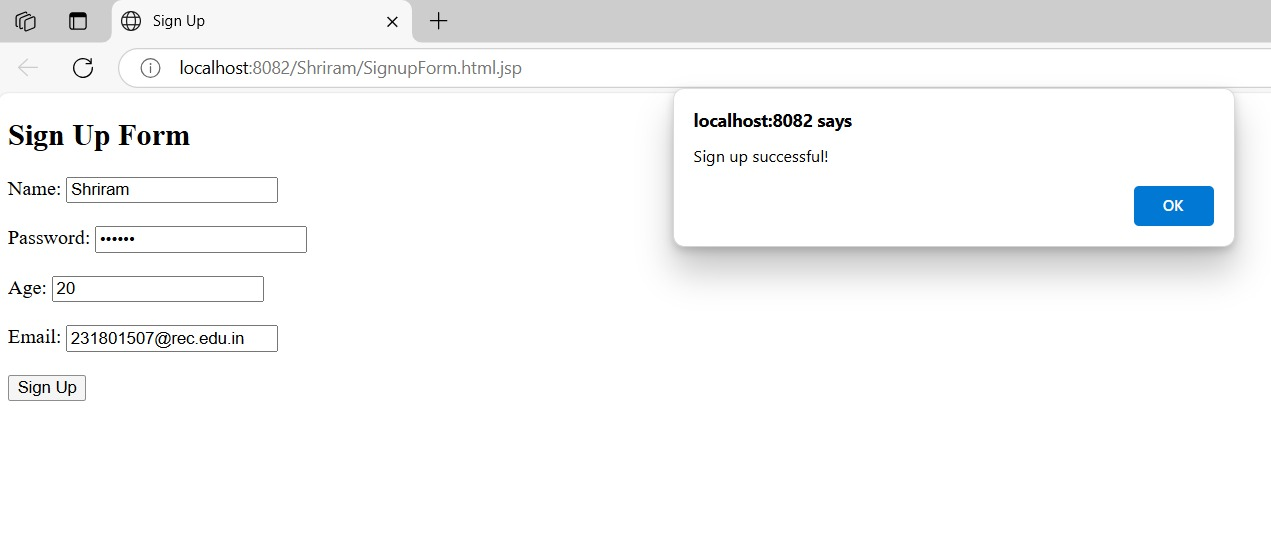 Sign Up
localhost:8082/Shriram/SignupForm.html.jsp
localhost:8082 says
Sign up successful!
OK
Sign Up Form
Name: Shriram
Password: ••••••
Age: 20
Email: 231801507@rec.edu.in
Sign Up